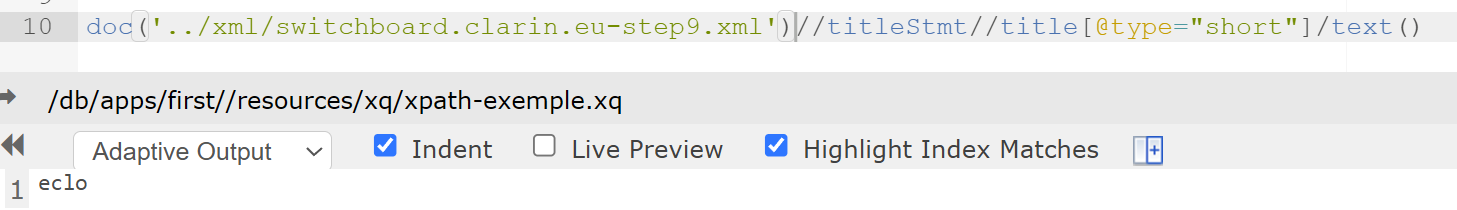 10 doc('../xml/switchboard.clarin.eu-step9.xml')//titleStmt//title[@type="short"]/text()
/db/apps/first//resources/xq/xpath-exemple.xq
Adaptive Output Indent Live Preview Highlight Index Matches
1 eclo